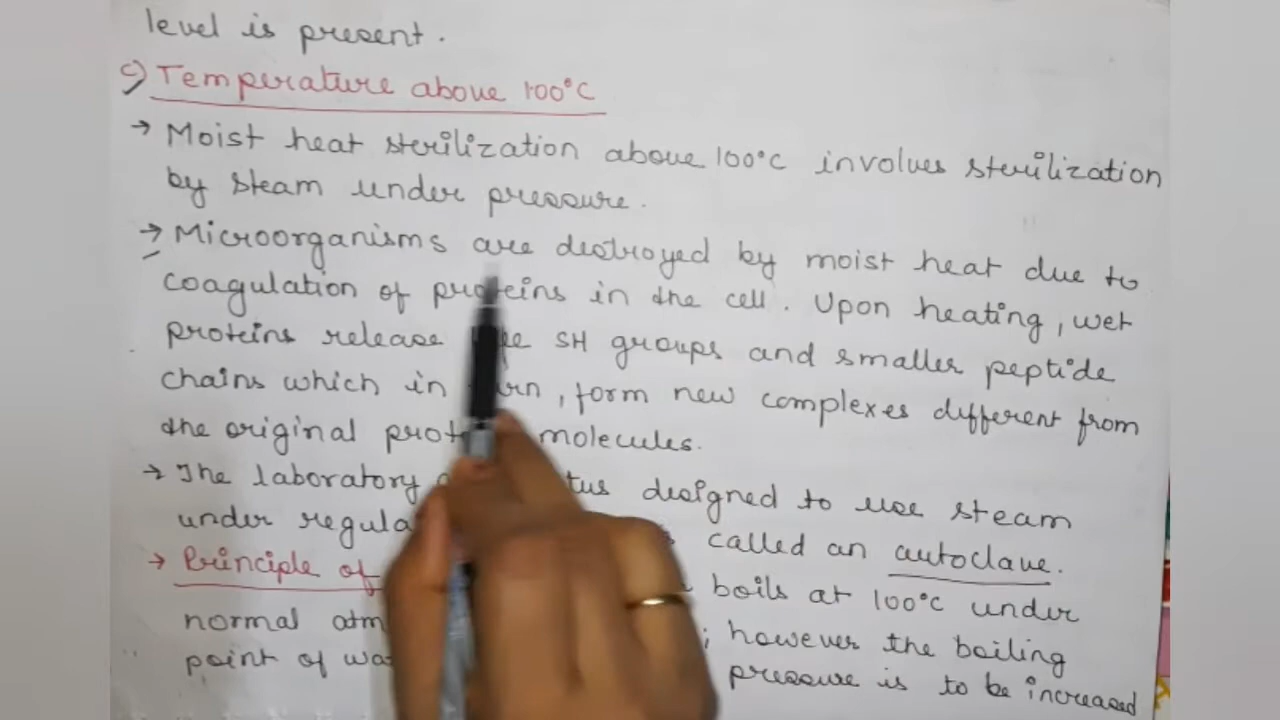 level is present.
c) Temperature above 100°C
→ Moist heat sterilization above 100°C involves sterilization
by steam under pressure.
→ Microorganisms are destroyed by moist heat due to
coagulation of proteins in the cell. Upon heating, wet
proteins release SH groups and smaller peptide
chains which in turn, form new complexes different from
the original molecules.
→ The laboratory designed to use steam
under called an autoclave.
→ Principle of boils at 100°C under
normal ; however the boiling
point of pressure is to be increased